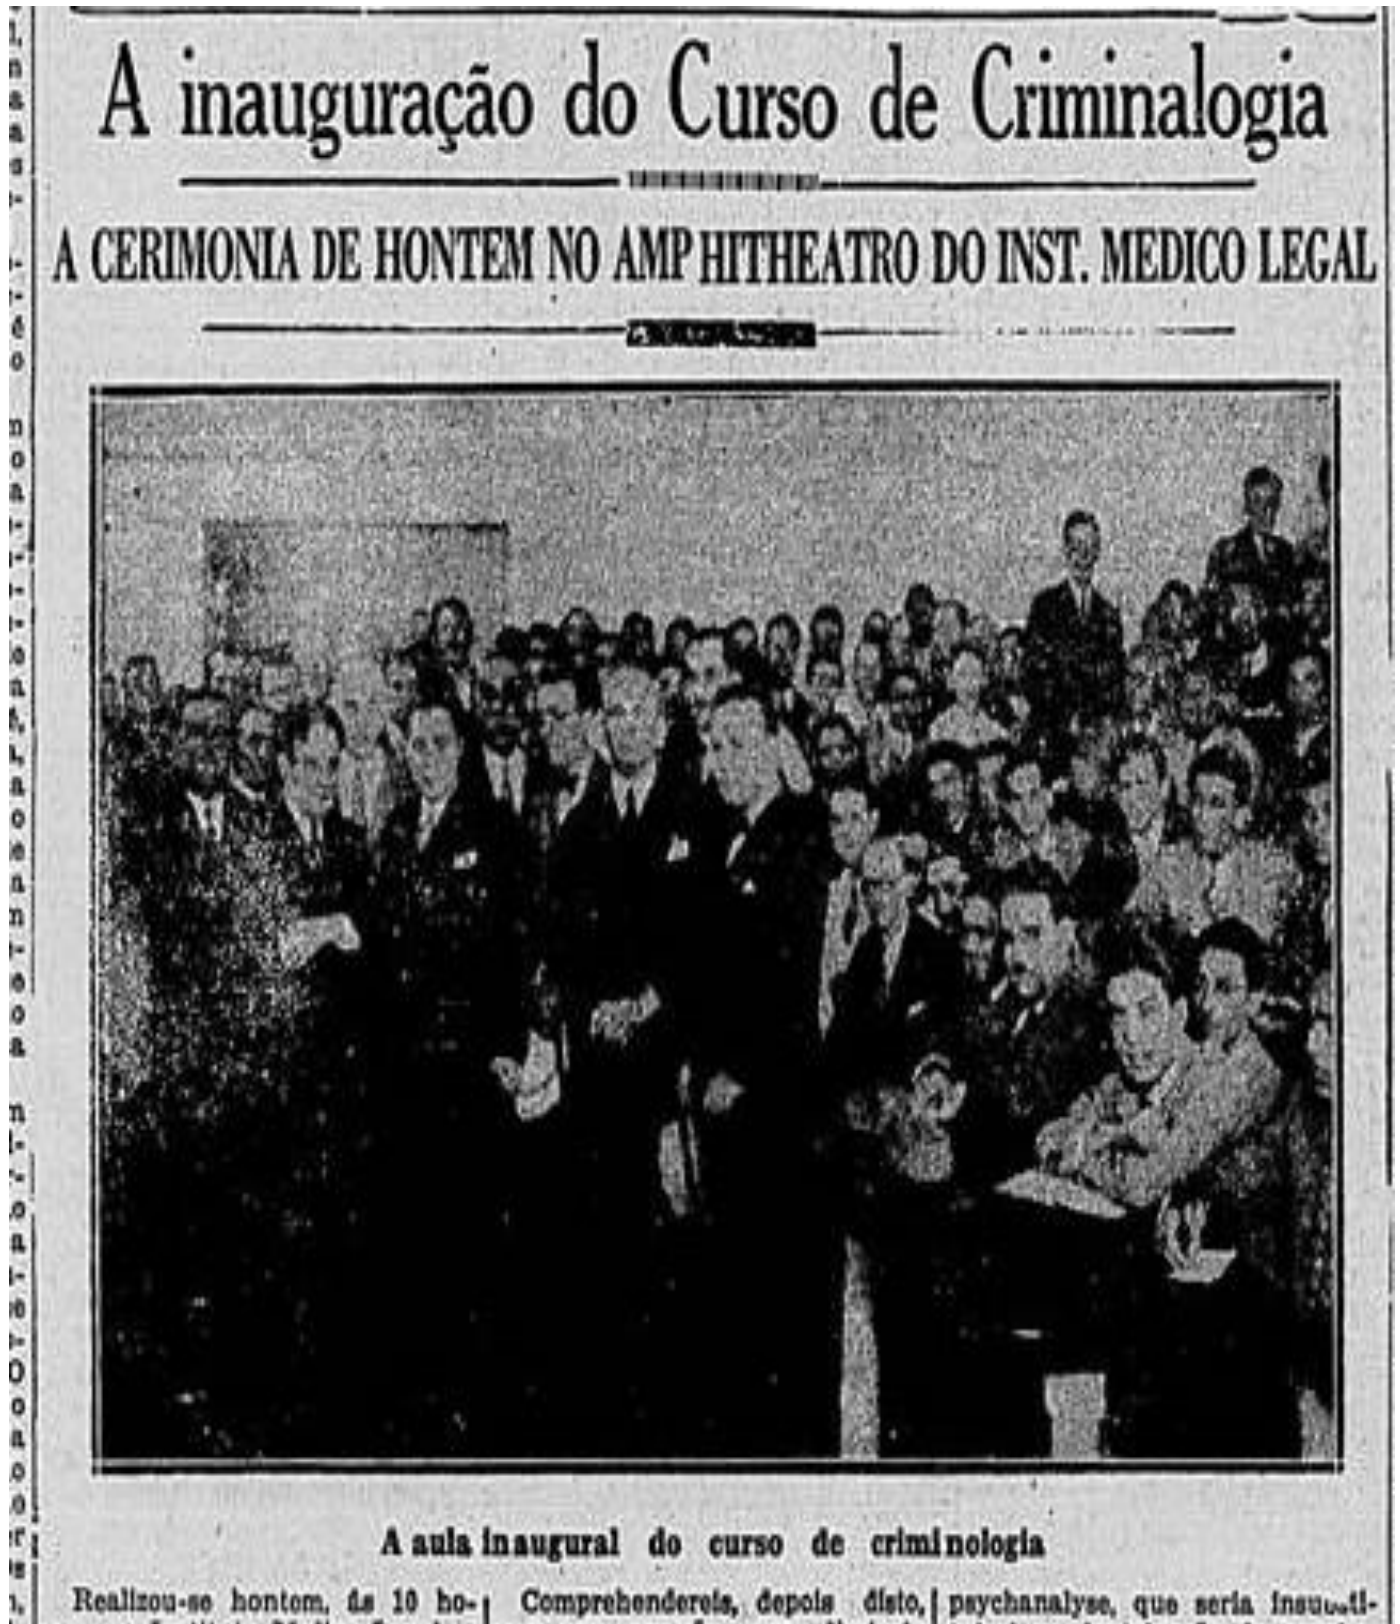 A inauguração do Curso de Criminalogia
A CERIMONIA DE HONTEM NO AMPHITHEATRO DO INST. MEDICO LEGAL
A aula inaugural do curso de criminologia
Realizou-se hontem, ás 10 ho-
Comprehendereis, depois disto,
psychanalyse, que seria